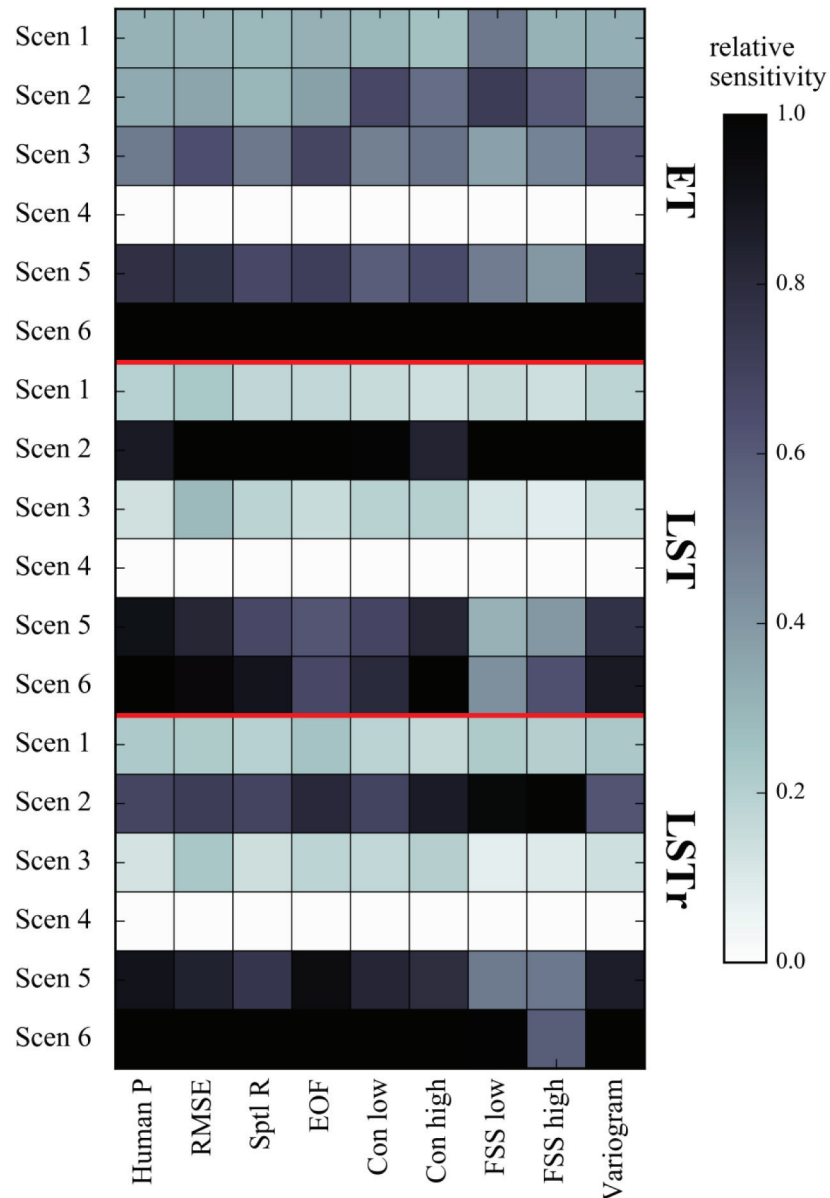 Scen 1
Scen 2
Scen 3
Scen 4
Scen 5
Scen 6
ET
Scen 1
Scen 2
Scen 3
Scen 4
Scen 5
Scen 6
LST
Scen 1
Scen 2
Scen 3
Scen 4
Scen 5
Scen 6
LSTr
Human P
RMSE
Sptl R
EOF
Con low
Con high
FSS low
FSS high
Variogram
relative
sensitivity
1.0
0.8
0.6
0.4
0.2
0.0